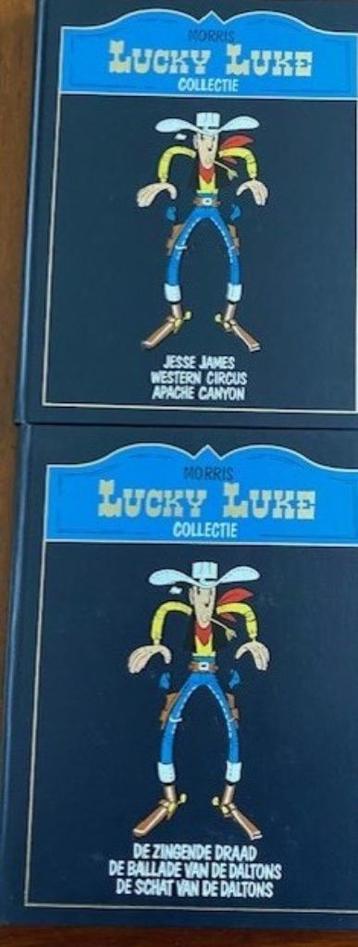 MORRIS
LUCKY LUKE
COLLECTIE
JESSE JAMES
WESTERN CIRCUS
APACHE CANYON
MORRIS
LUCKY LUKE
COLLECTIE
DE ZINGENDE DRAAD
DE BALLADE VAN DE DALTONS
DE SCHAT VAN DE DALTONS